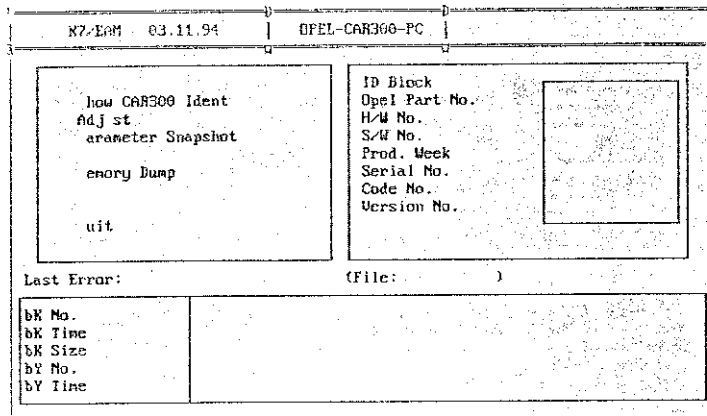 K7/EAM 03.11.94 OPEL-CAR300-PC
how CAR300 Ident
Adj st
arameter Snapshot
emory Dump
uit
ID Block
Opel Part No.
H/W No.
S/W No.
Prod. Week
Serial No.
Code No.
Version No.
Last Error: (File: )
bK No.
bK Time
bK Size
bY No.
bY Time